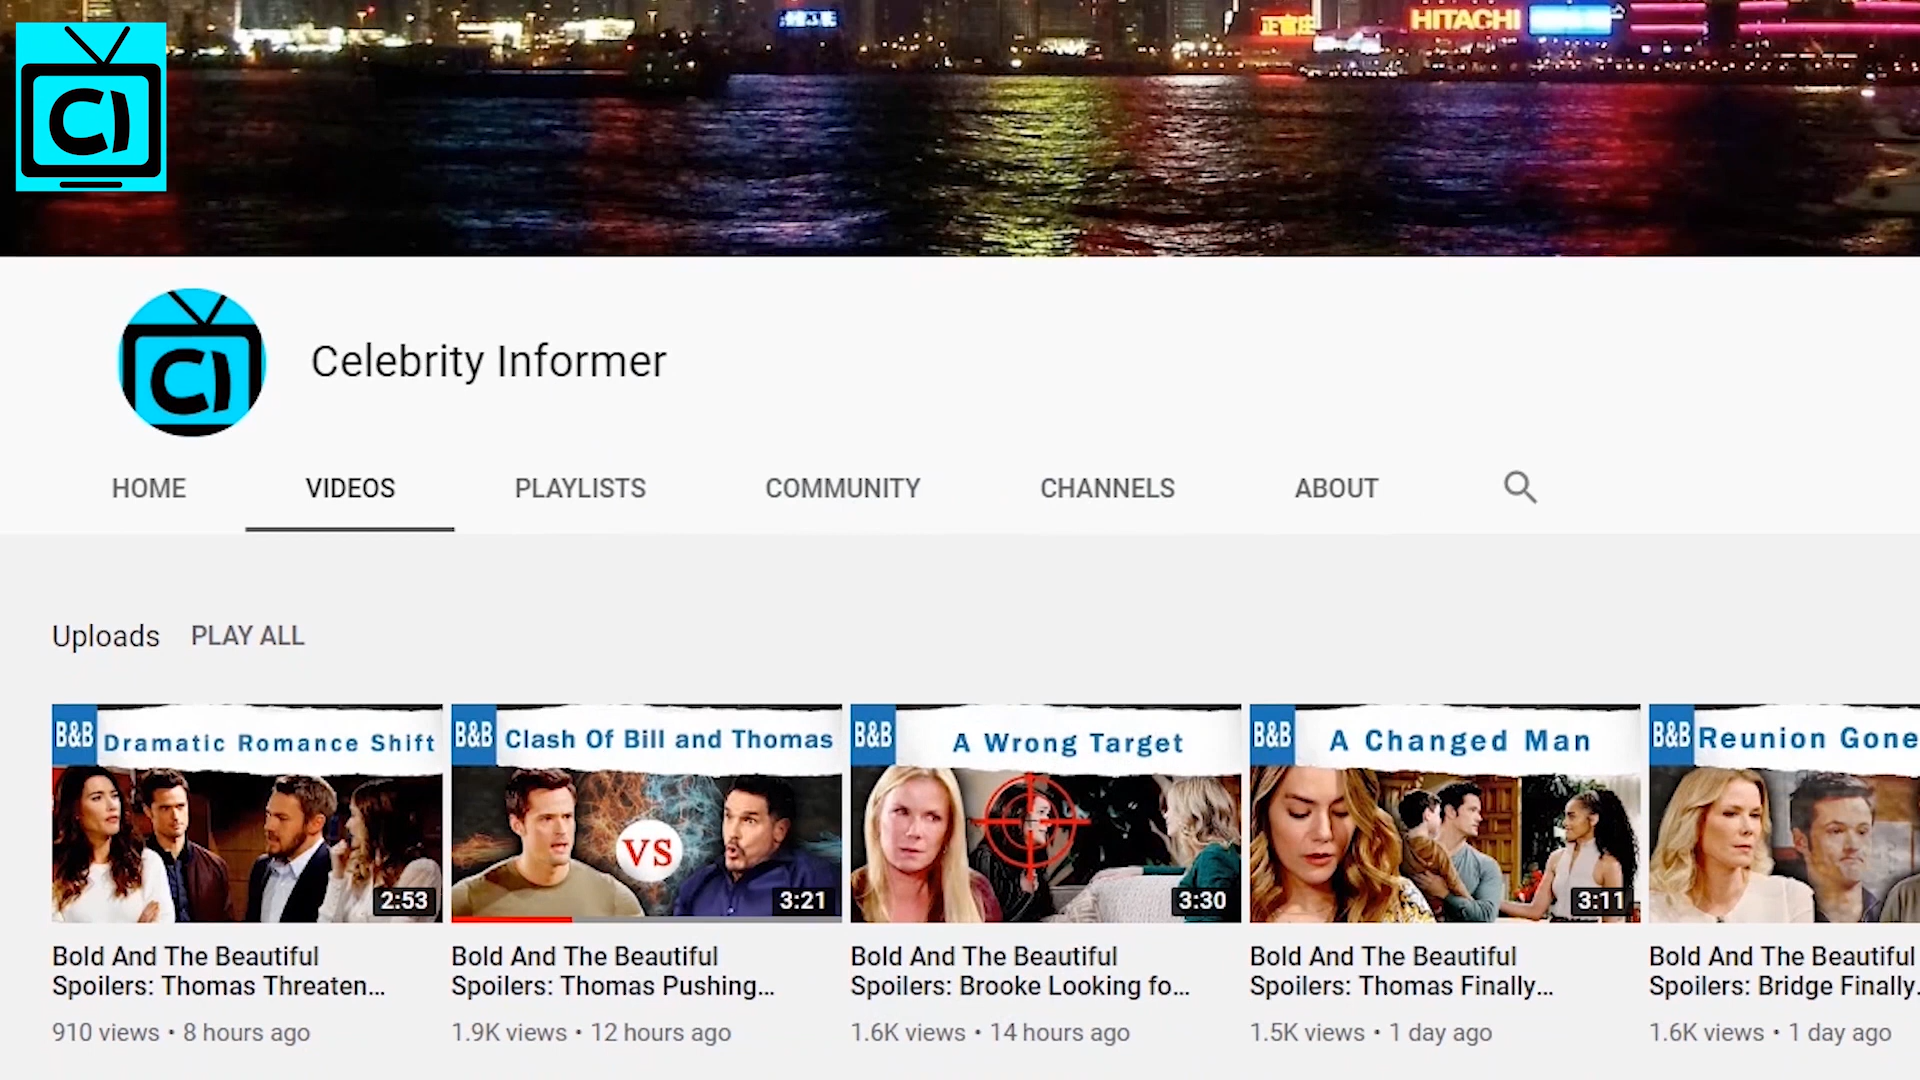 正官庄
HITACHI
CI
CI
Celebrity Informer
HOME
VIDEOS
PLAYLISTS
COMMUNITY
CHANNELS
ABOUT
Uploads
PLAY ALL
B&B
Dramatic Romance Shift
2:53
Bold And The Beautiful
Spoilers: Thomas Threaten...
910 views • 8 hours ago
B&B
Clash Of Bill and Thomas
VS
3:21
Bold And The Beautiful
Spoilers: Thomas Pushing...
1.9K views • 12 hours ago
B&B
A Wrong Target
3:30
Bold And The Beautiful
Spoilers: Brooke Looking fo...
1.6K views • 14 hours ago
B&B
A Changed Man
3:11
Bold And The Beautiful
Spoilers: Thomas Finally...
1.5K views • 1 day ago
B&B
Reunion Gone
Bold And The Beautiful
Spoilers: Bridge Finally
1.6K views • 1 day ago